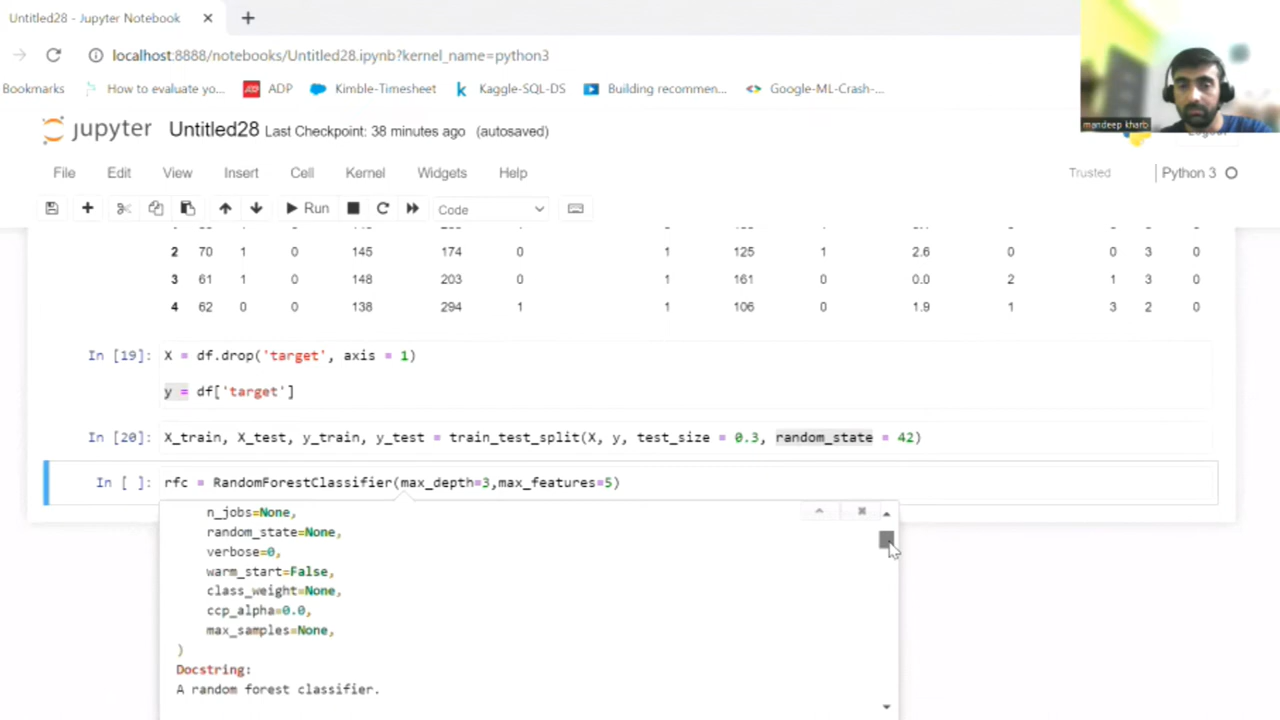 Untitled28 - Jupyter Notebook
localhost:8888/notebooks/Untitled28.ipynb?kernel_name=python3
Bookmarks How to evaluate yo... ADP Kimble-Timesheet Kaggle-SQL-DS Building recommen... Google-ML-Crash-...
mandeep kharb
jupyter Untitled28 Last Checkpoint: 38 minutes ago (autosaved)
File Edit View Insert Cell Kernel Widgets Help Trusted Python 3
Run Code
2 70 1 0 145 174 0 1 125 1 2.6 0 0 3 0
3 61 1 0 148 203 0 1 161 0 0.0 2 1 3 0
4 62 0 0 138 294 1 1 106 0 1.9 1 3 2 0
In [19]: X = df.drop('target', axis = 1)
y = df['target']
In [20]: X_train, X_test, y_train, y_test = train_test_split(X, y, test_size = 0.3, random_state = 42)
In [ ]: rfc = RandomForestClassifier(max_depth=3,max_features=5)
n_jobs=None,
random_state=None,
verbose=0,
warm_start=False,
class_weight=None,
ccp_alpha=0.0,
max_samples=None,
)
Docstring:
A random forest classifier.